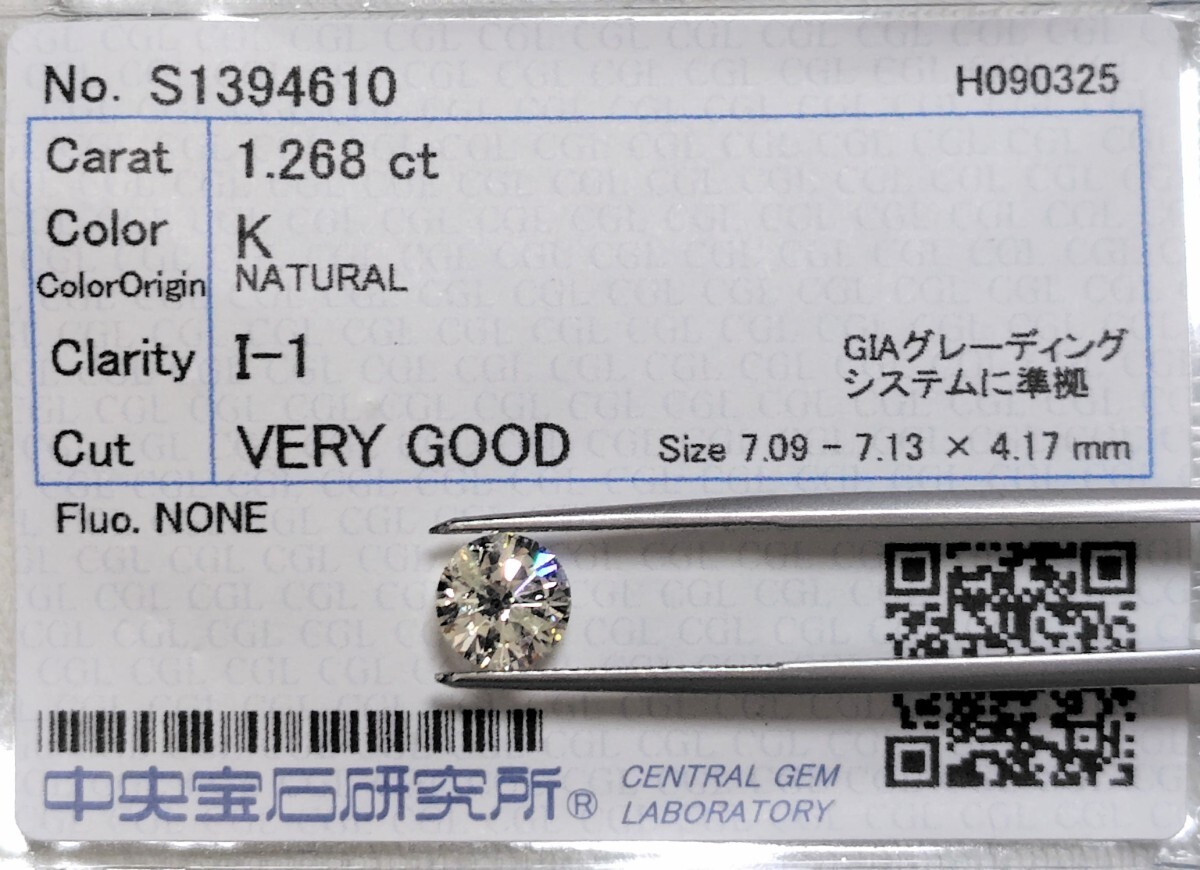 No. S1394610 H090325
Carat 1.268 ct
Color K
ColorOrigin NATURAL
Clarity I-1
GIAグレーディング
システムに準拠
Cut VERY GOOD Size 7.09 - 7.13 × 4.17 mm
Fluo. NONE
中央宝石研究所® CENTRAL GEM
LABORATORY